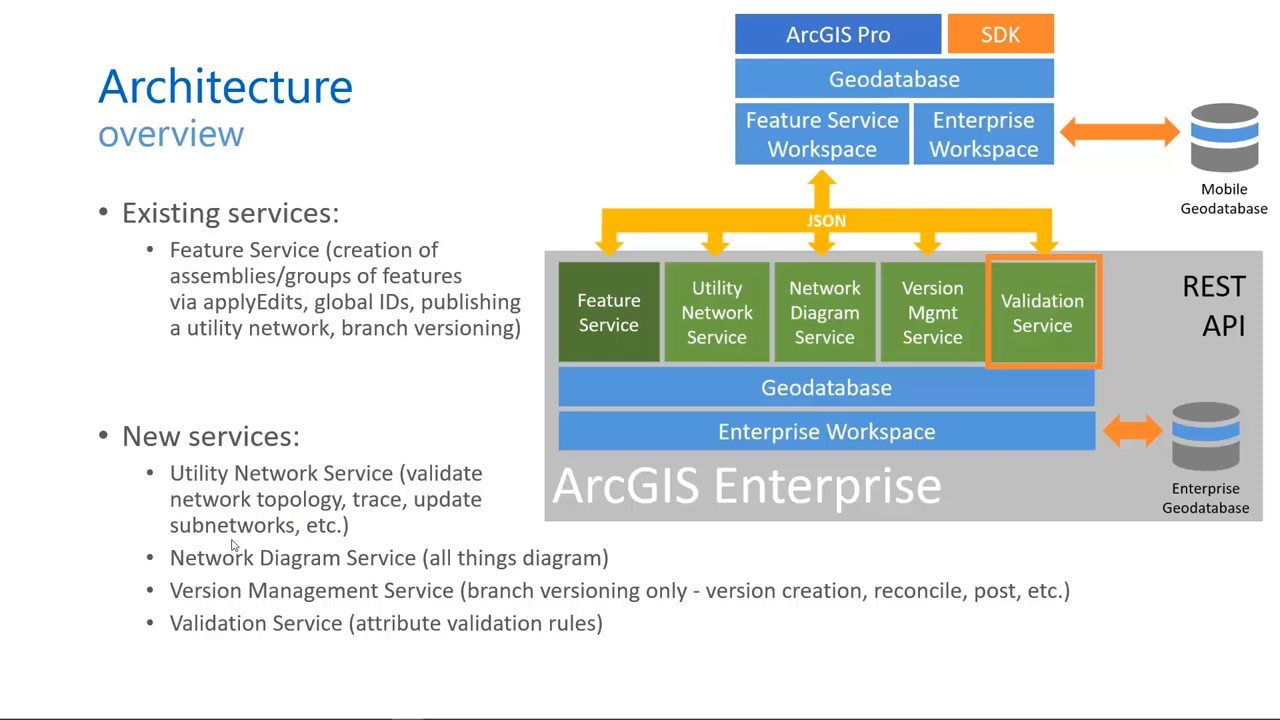 Architecture
overview
• Existing services:
• Feature Service (creation of
assemblies/groups of features
via applyEdits, global IDs, publishing
a utility network, branch versioning)
• New services:
• Utility Network Service (validate
network topology, trace, update
subnetworks, etc.)
• Network Diagram Service (all things diagram)
• Version Management Service (branch versioning only - version creation, reconcile, post, etc.)
• Validation Service (attribute validation rules)
ArcGIS Pro
SDK
Geodatabase
Feature Service
Workspace
Enterprise
Workspace
Mobile
Geodatabase
JSON
Feature
Service
Utility
Network
Service
Network
Diagram
Service
Version
Mgmt
Service
Validation
Service
REST
API
Geodatabase
Enterprise Workspace
ArcGIS Enterprise
Enterprise
Geodatabase